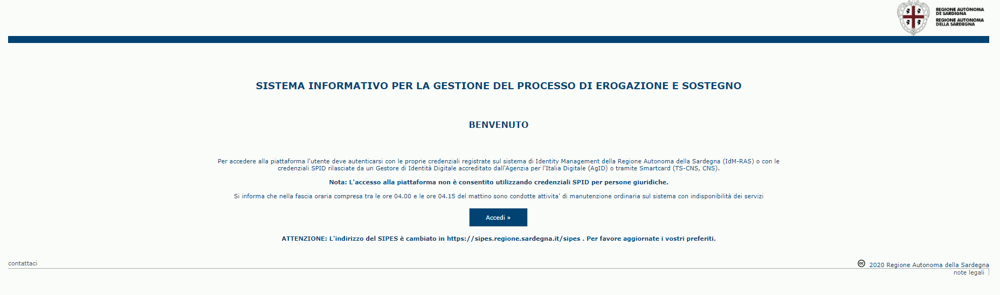 REGIONE AUTÒNOMA
DE SARDIGNA
REGIONE AUTONOMA
DELLA SARDEGNA
SISTEMA INFORMATIVO PER LA GESTIONE DEL PROCESSO DI EROGAZIONE E SOSTEGNO
BENVENUTO
Per accedere alla piattaforma l'utente deve autenticarsi con le proprie credenziali registrate sul sistema di Identity Management della Regione Autonoma della Sardegna (IdM-RAS) o con le
credenziali SPID rilasciate da un Gestore di Identità Digitale accreditato dall'Agenzia per l'Italia Digitale (AgID) o tramite Smartcard (TS-CNS, CNS).
Nota: L'accesso alla piattaforma non è consentito utilizzando credenziali SPID per persone giuridiche.
Si informa che nella fascia oraria compresa tra le ore 04.00 e le ore 04.15 del mattino sono condotte attivita' di manutenzione ordinaria sul sistema con indisponibilità dei servizi
Accedi »
ATTENZIONE: L'indirizzo del SIPES è cambiato in https://sipes.regione.sardegna.it/sipes . Per favore aggiornate i vostri preferiti.
contattaci
cc 2020 Regione Autonoma della Sardegna
note legali